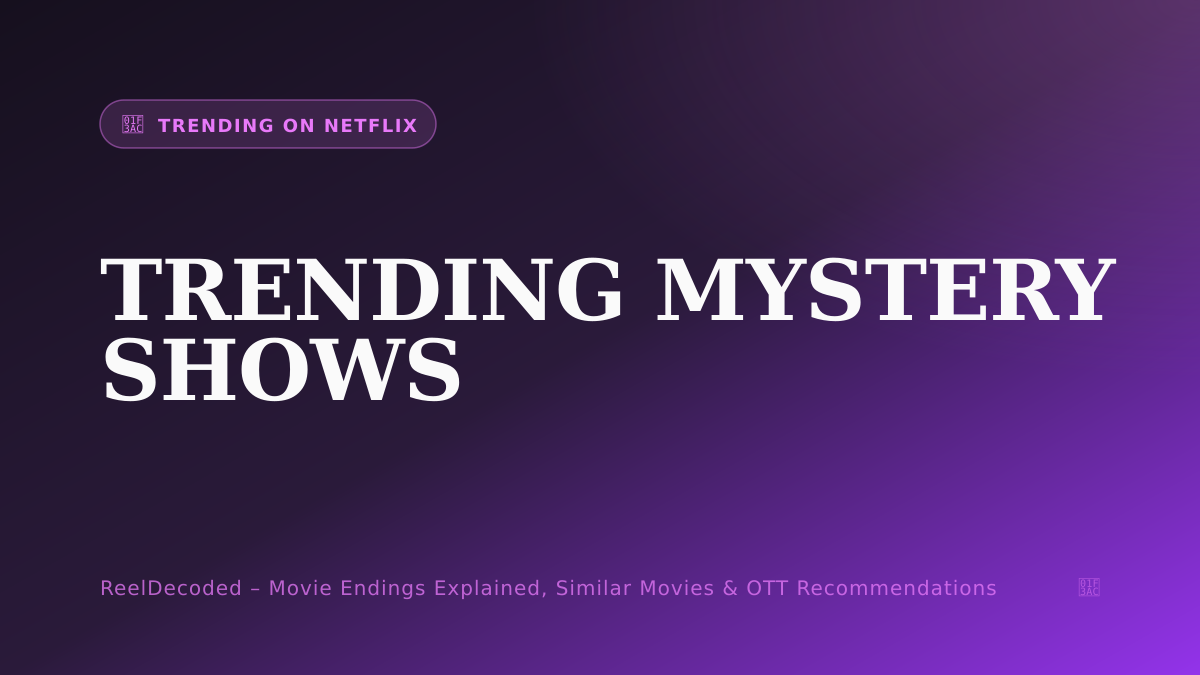 TRENDING ON NETFLIX
TRENDING MYSTERY
SHOWS
ReelDecoded – Movie Endings Explained, Similar Movies & OTT Recommendations